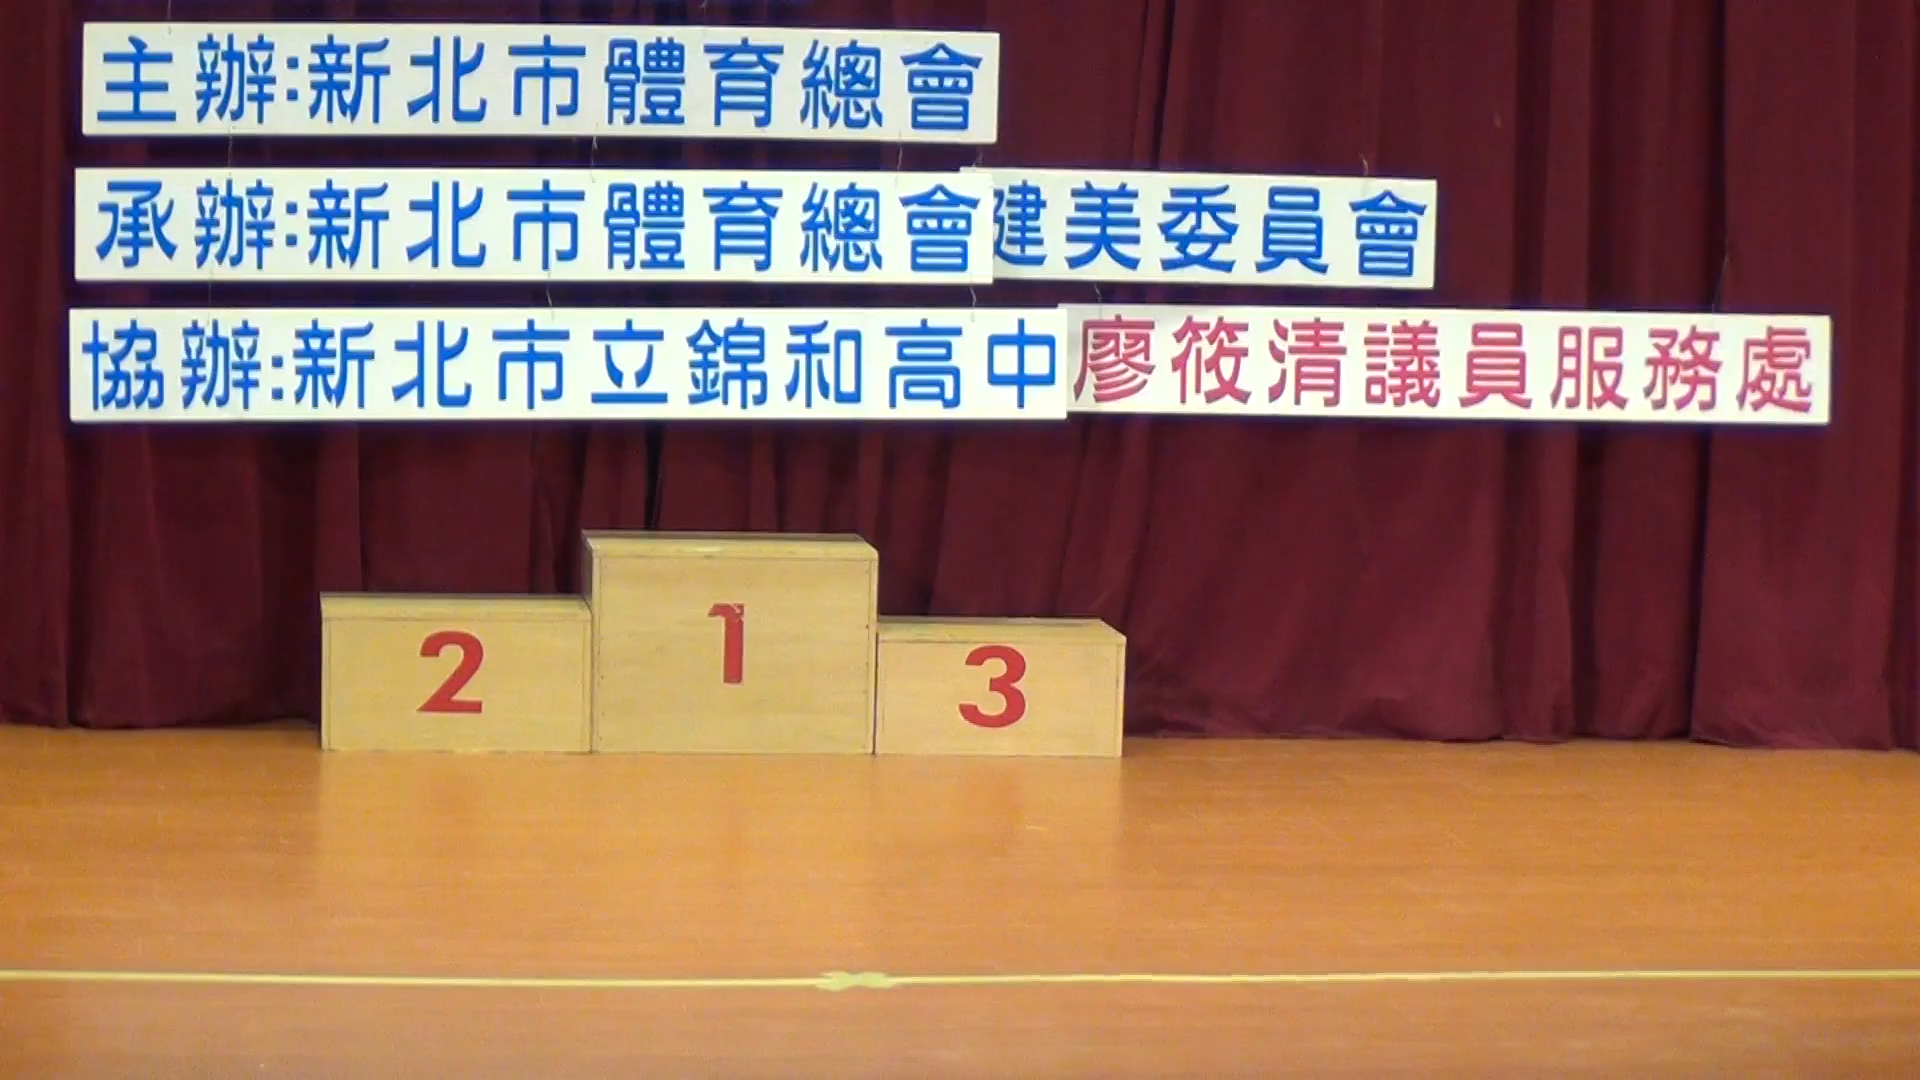 主辦:新北市體育總會
承辦:新北市體育總會健美委員會
協辦:新北市立錦和高中廖筱清議員服務處
2
1
3